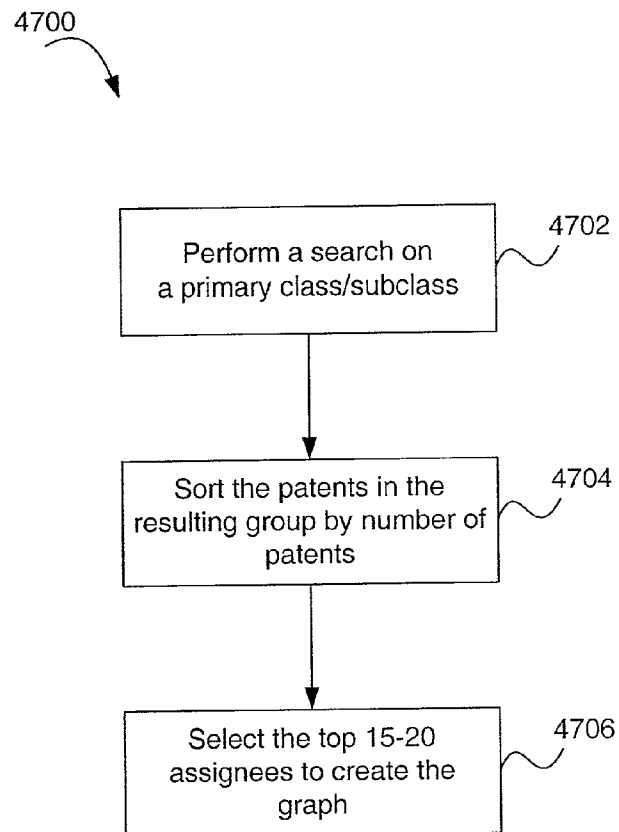 4700
4702
Perform a search on
a primary class/subclass
4704
Sort the patents in the
resulting group by number of
patents
4706
Select the top 15-20
assignees to create the
graph